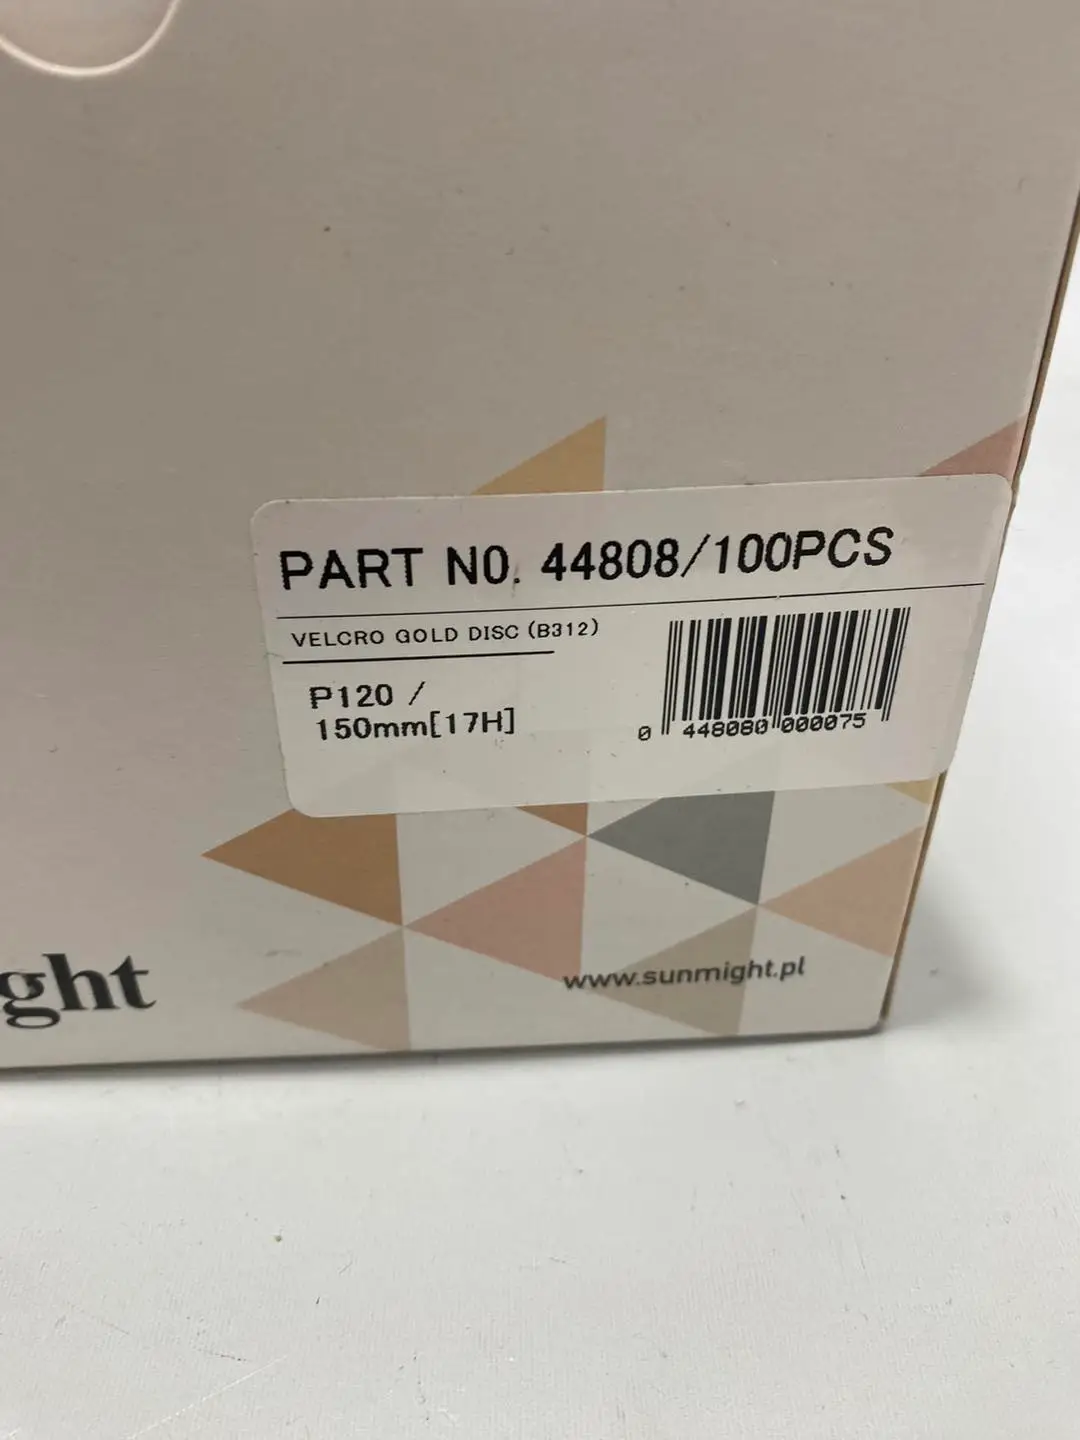 PART NO. 44808/100PCS
VELCRO GOLD DISC (B312)
P120 /
150mm[17H]
0 448080 000075
ght
www.sunmight.pl